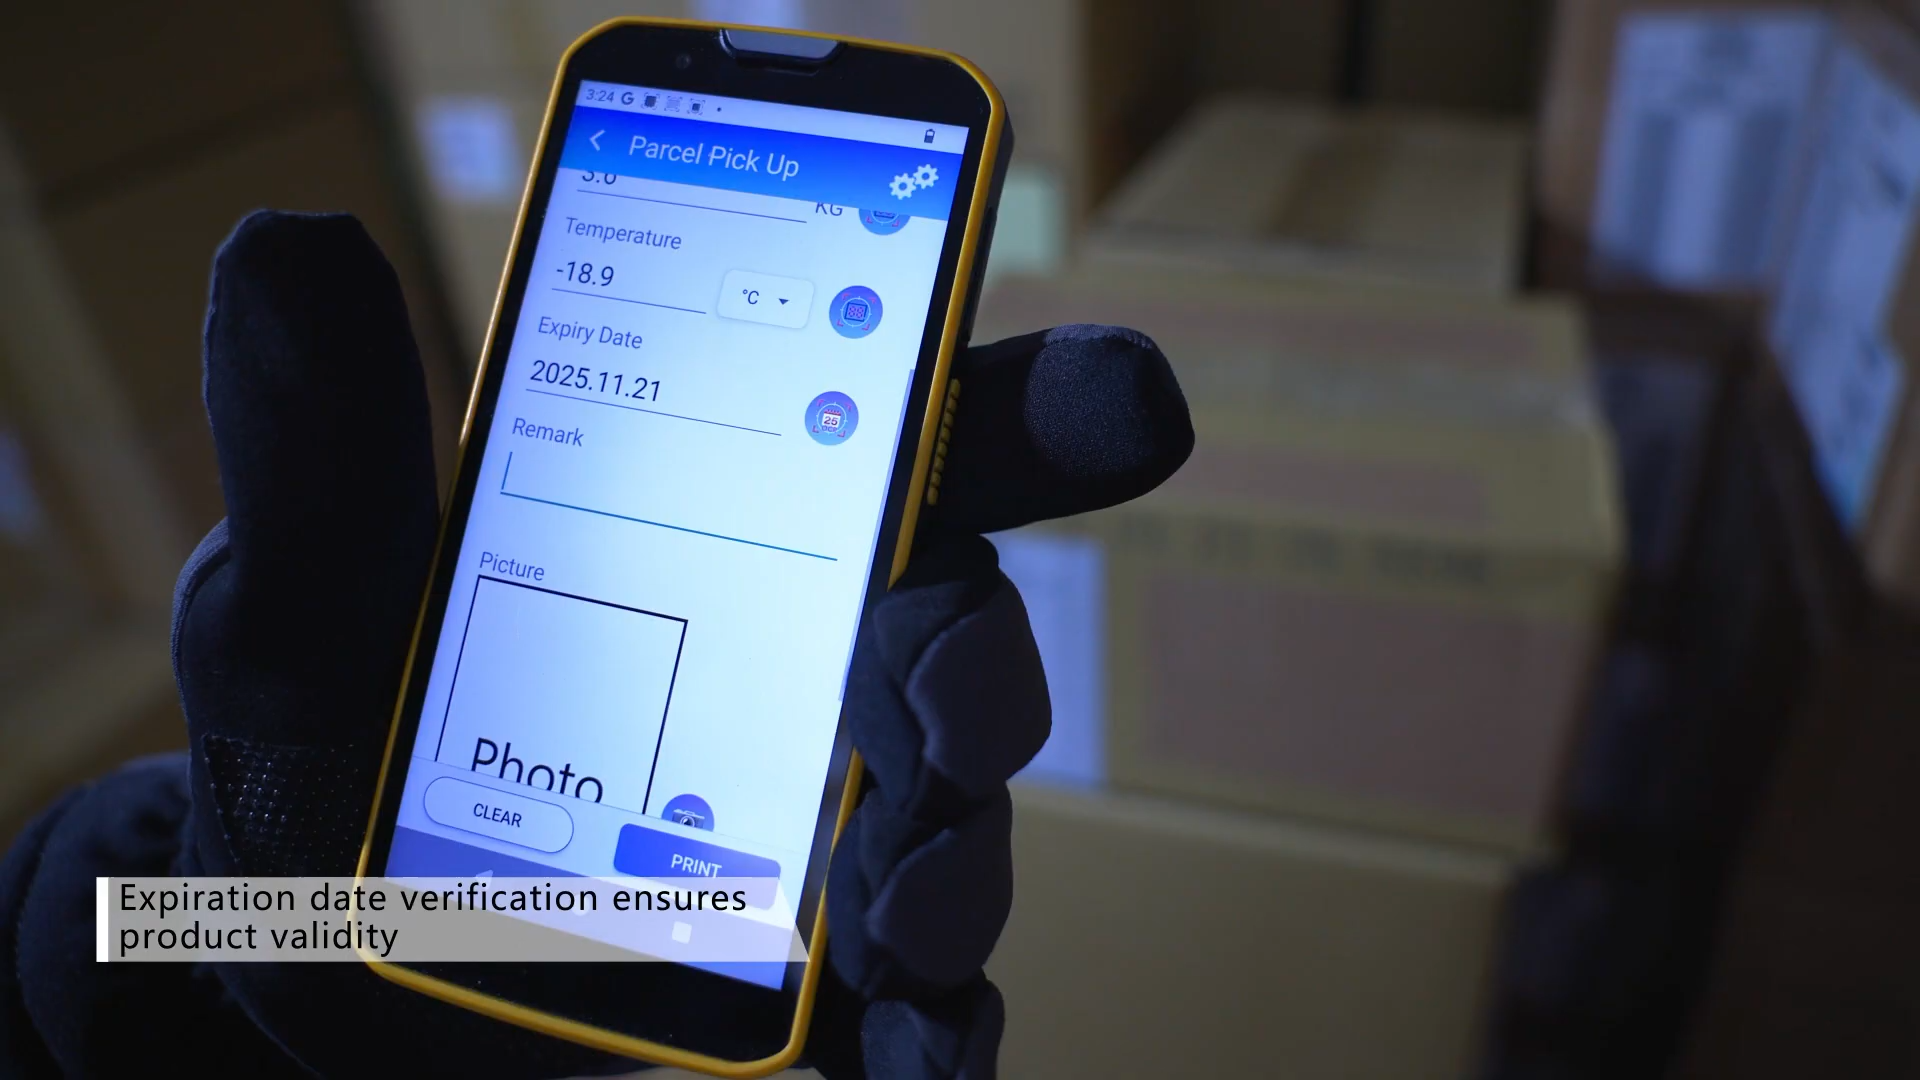 3:24 G
Parcel Pick Up
KG
Temperature
-18.9
°C
Expiry Date
2025.11.21
25
Remark
Picture
Photo
CLEAR
PRINT
Expiration date verification ensures
product validity